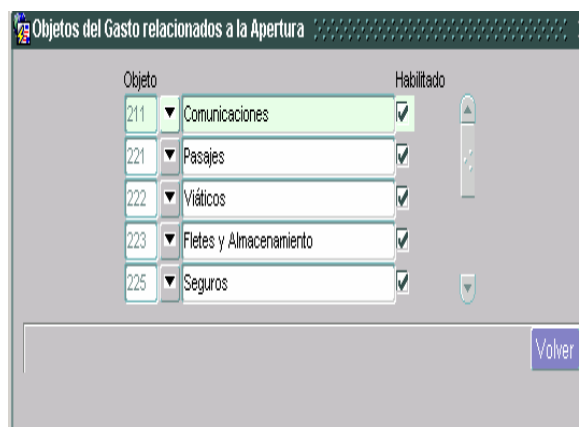 Objetos del Gasto relacionados a la Apertura
Objeto Habilitado
211 Comunicaciones
221 Pasajes
222 Viáticos
223 Fletes y Almacenamiento
225 Seguros
Volver